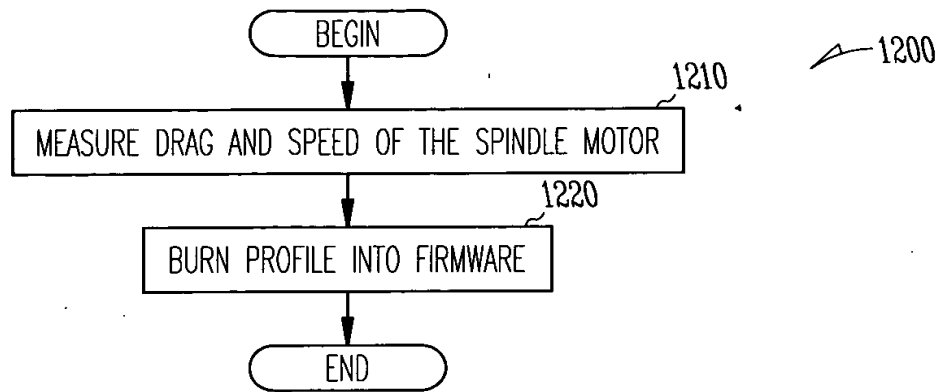 BEGIN
1200
1210
MEASURE DRAG AND SPEED OF THE SPINDLE MOTOR
1220
BURN PROFILE INTO FIRMWARE
END